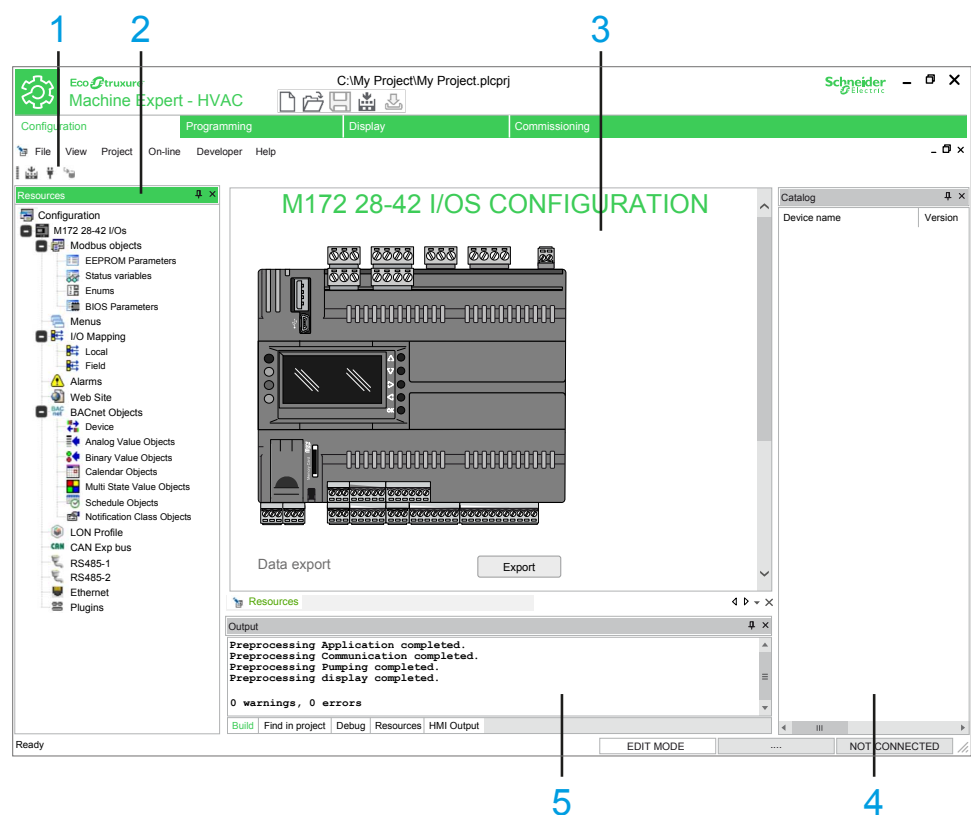 1 2 3
EcoStruxure
Machine Expert - HVAC
C:\My Project\My Project.plcprj
Schneider
Electric
Configuration Programming Display Commissioning
File View Project On-line Developer Help
Resources
Configuration
M172 28-42 I/Os
Modbus objects
EEPROM Parameters
Status variables
Enums
BIOS Parameters
Menus
I/O Mapping
Local
Field
Alarms
Web Site
BACnet Objects
Device
Analog Value Objects
Binary Value Objects
Calendar Objects
Multi State Value Objects
Schedule Objects
Notification Class Objects
LON Profile
CAN Exp bus
RS485-1
RS485-2
Ethernet
Plugins
M172 28-42 I/OS CONFIGURATION
OK
Data export Export
Resources
Output
Preprocessing Application completed.
Preprocessing Communication completed.
Preprocessing Pumping completed.
Preprocessing display completed.
0 warnings, 0 errors
Build Find in project Debug Resources HMI Output
Catalog
Device name Version
Ready EDIT MODE .... NOT CONNECTED
5 4